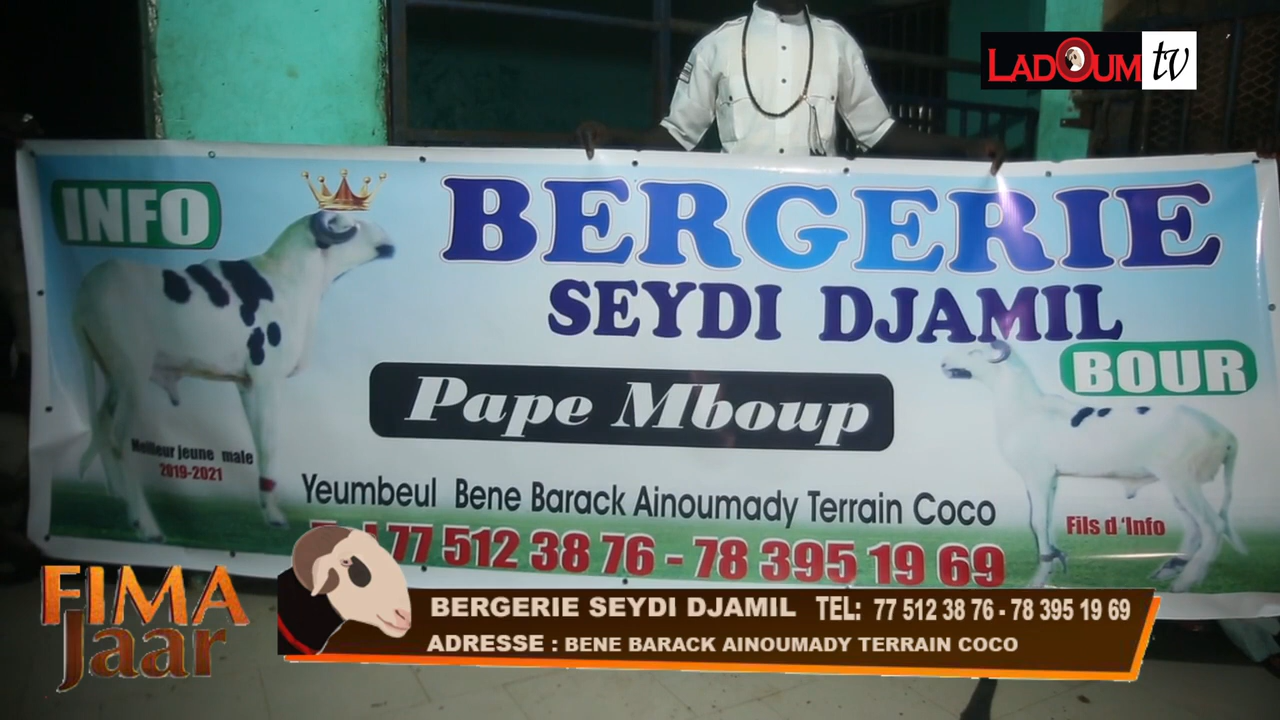 LADOUM tv
INFO
BERGERIE
SEYDI DJAMIL
BOUR
Pape Mboup
Meilleur jeune male
2019-2021
Yeumbeul Bene Barack Ainoumady Terrain Coco
Fils d 'Info
77 512 38 76 - 78 395 19 69
FIMA
Jaar
BERGERIE SEYDI DJAMIL TEL: 77 512 38 76 - 78 395 19 69
ADRESSE : BENE BARACK AINOUMADY TERRAIN COCO